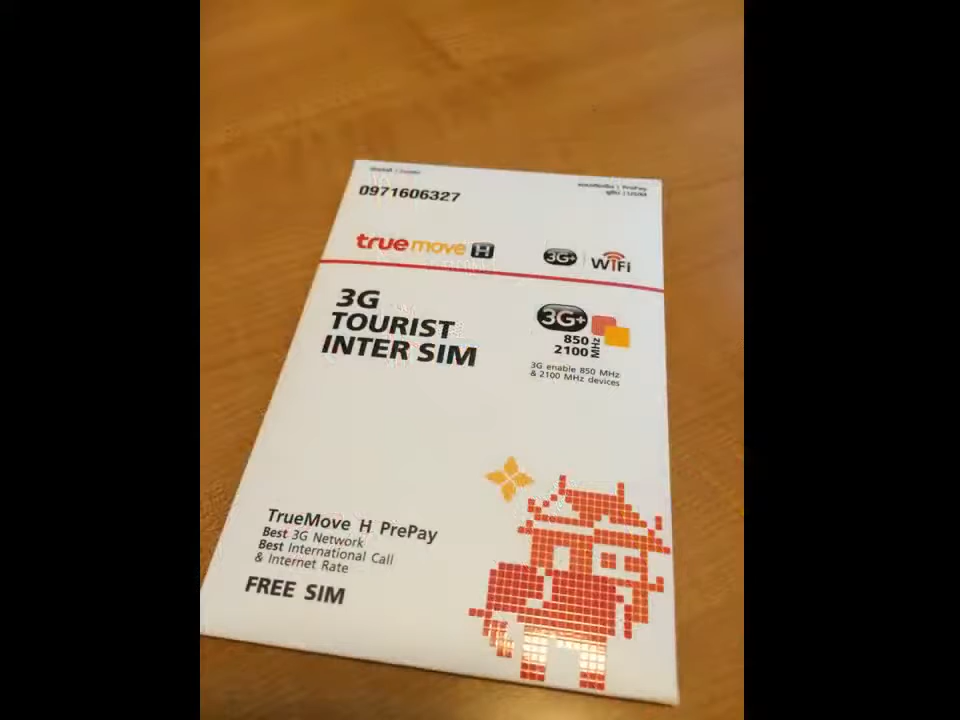 0971606327
truemove H
3G+ WiFi
3G
TOURIST
INTER SIM
3G+
850
2100
MHz
3G enable 850 MHz
& 2100 MHz devices
TrueMove H PrePay
Best 3G Network
Best International Call
& Internet Rate
FREE SIM